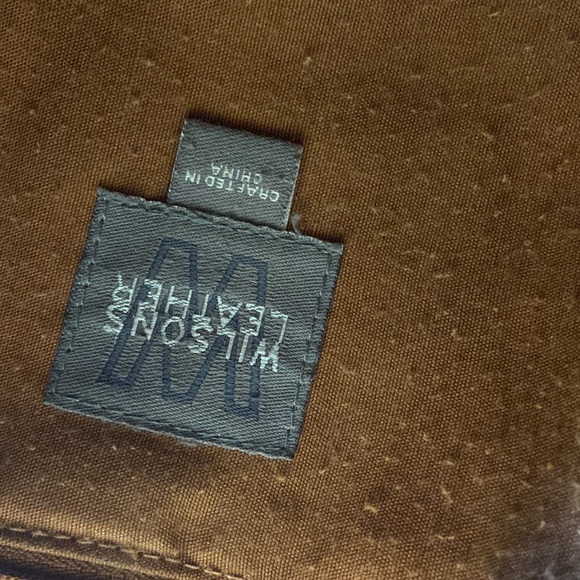 WILSONS
LEATHER
CRAFTED IN
CHINA